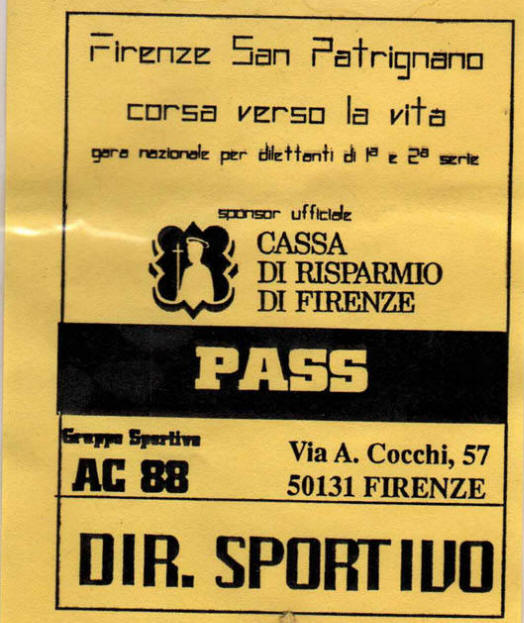 Firenze San Patrignano
corsa verso la vita
gara nazionale per dilettanti di 1ª e 2ª serie
sponsor ufficiale
CASSA
DI RISPARMIO
DI FIRENZE
PASS
Gruppo Sportivo
AC 88
Via A. Cocchi, 57
50131 FIRENZE
DIR. SPORTIVO